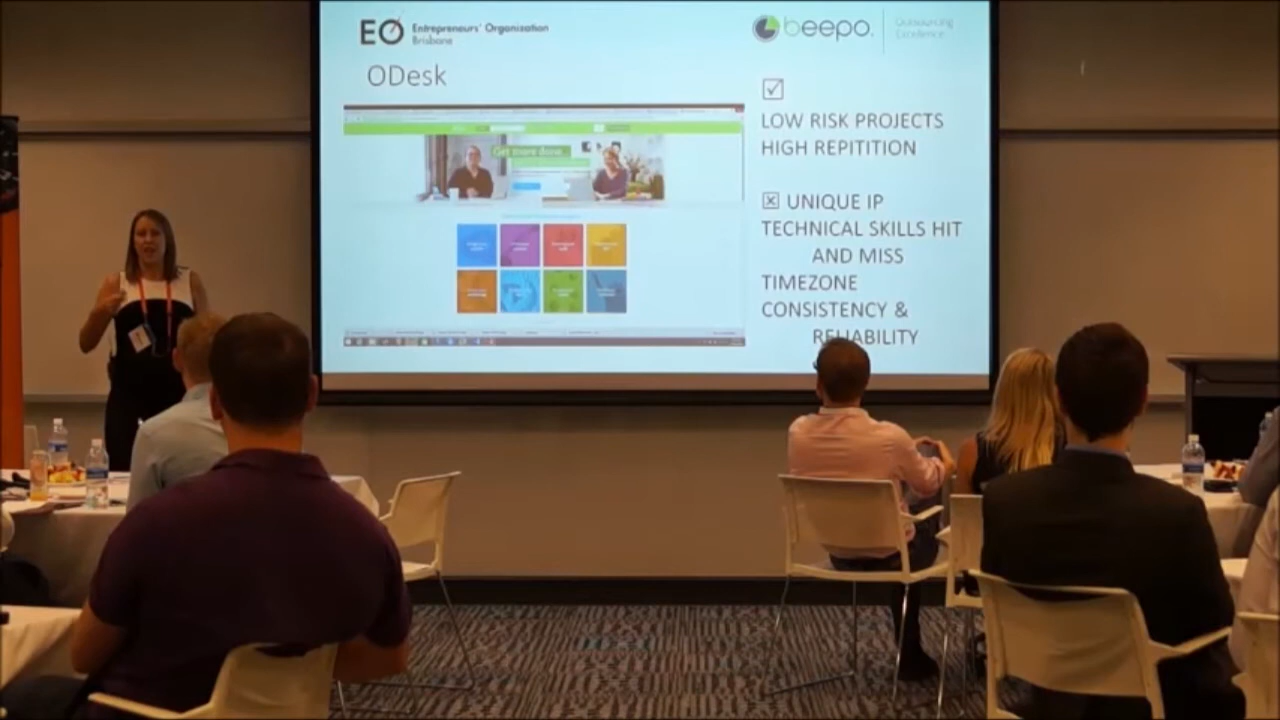 EO Entrepreneurs' Organization
Brisbane
beepo.
Outsourcing
Excellence
ODesk
Get more done
☑
LOW RISK PROJECTS
HIGH REPITITION
☒ UNIQUE IP
TECHNICAL SKILLS HIT
AND MISS
TIMEZONE
CONSISTENCY &
RELIABILITY